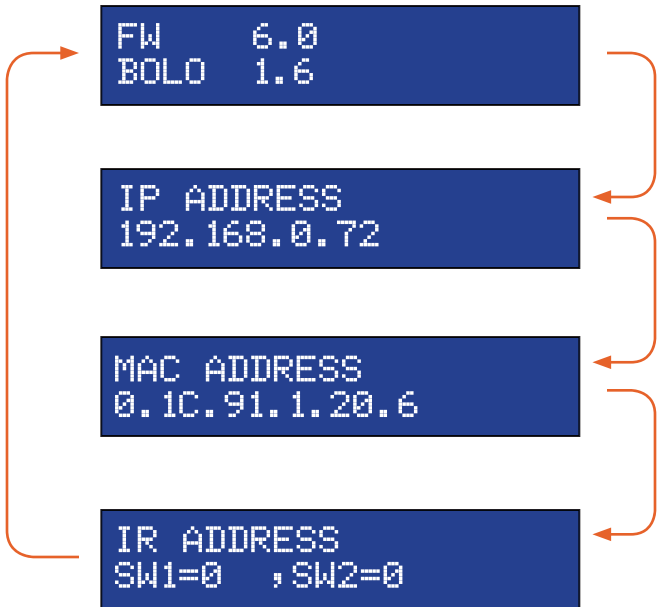 FW 6.0
BOLO 1.6
IP ADDRESS
192.168.0.72
MAC ADDRESS
0.1C.91.1.20.6
IR ADDRESS
SW1=0 ,SW2=0